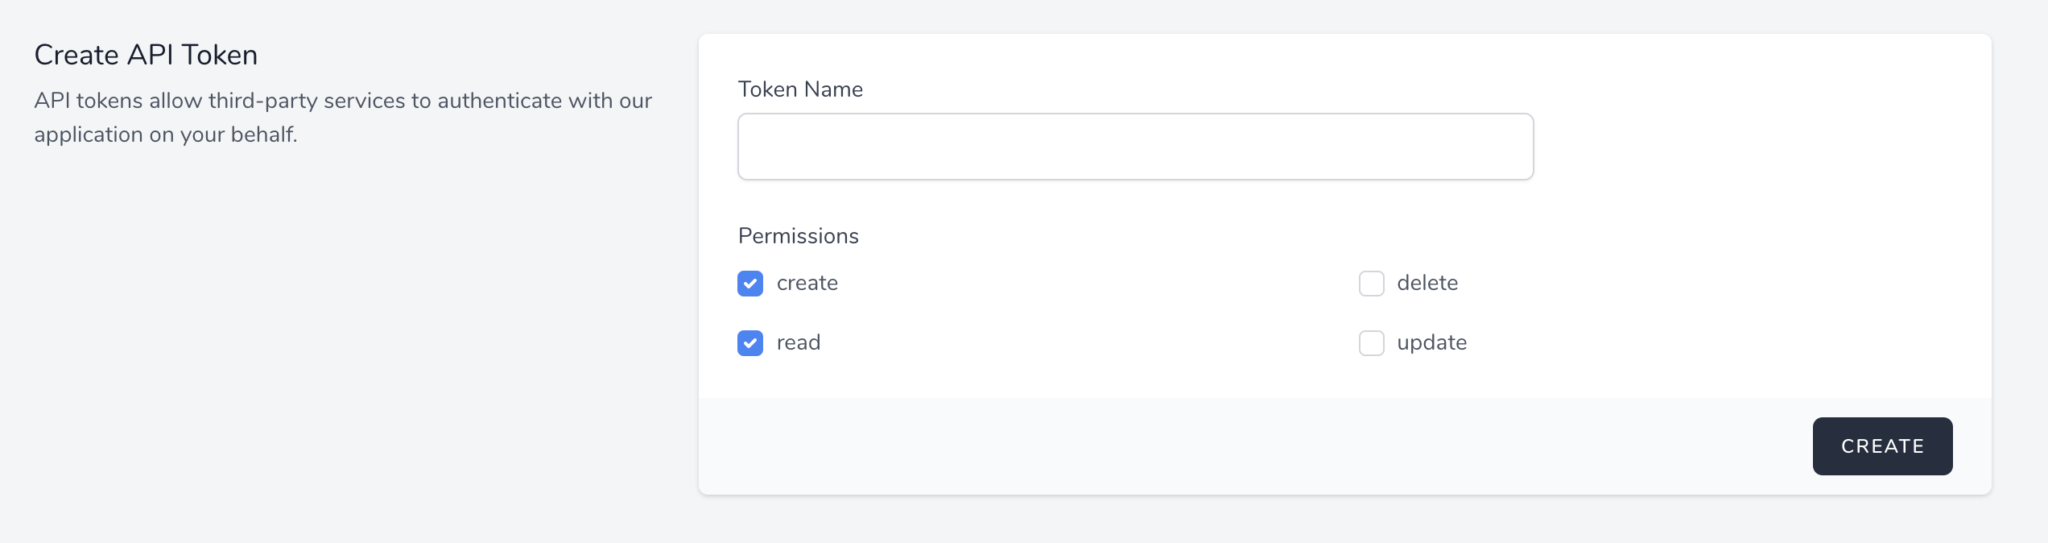 Create API Token
API tokens allow third-party services to authenticate with our
application on your behalf.
Token Name
Permissions
create
delete
read
update
CREATE